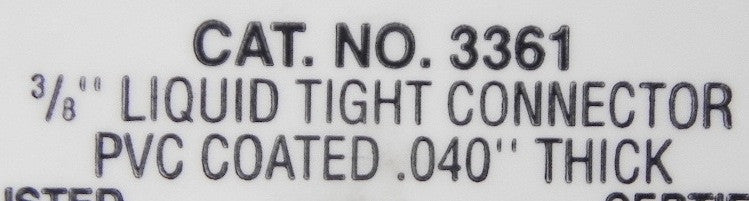 CAT. NO. 3361
3/8" LIQUID TIGHT CONNECTOR
PVC COATED .040" THICK